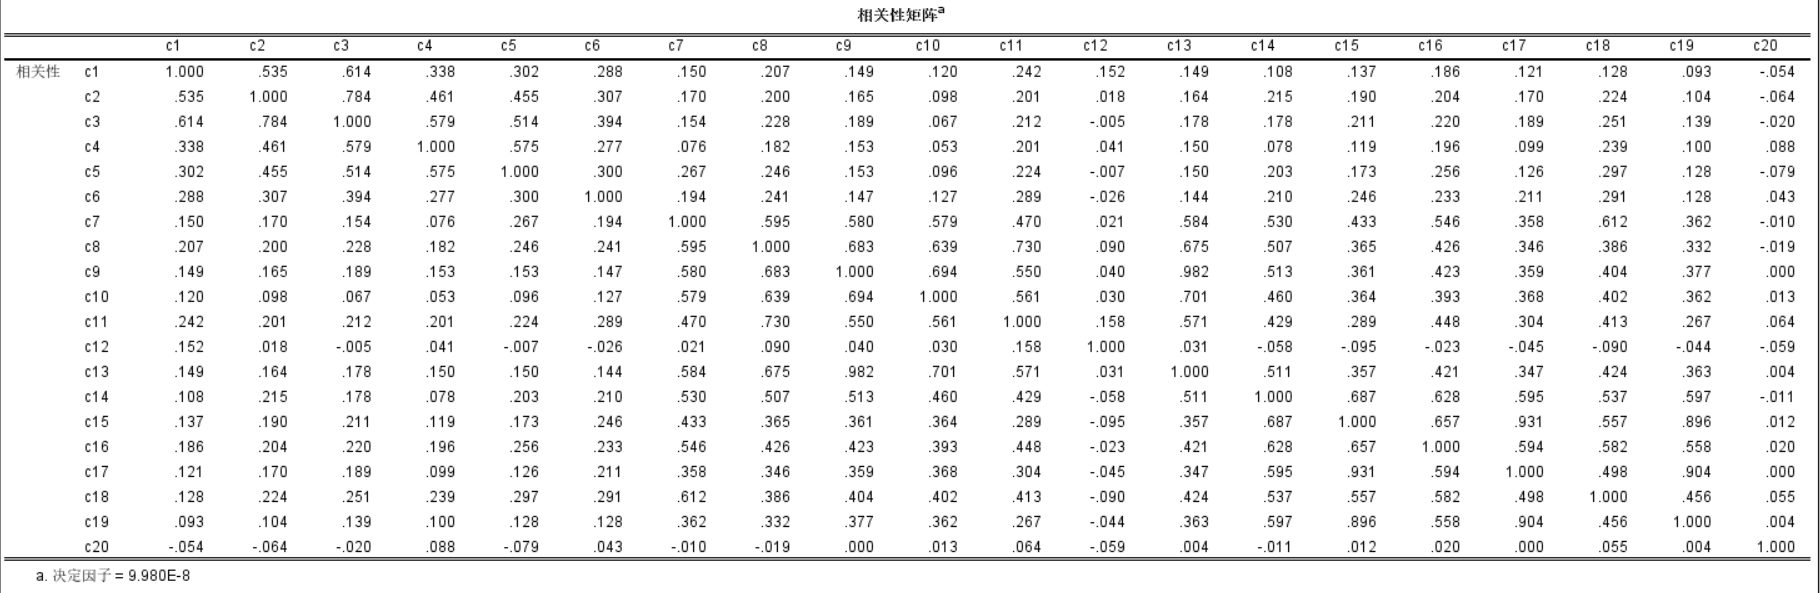 相关性矩阵a
c1 c2 c3 c4 c5 c6 c7 c8 c9 c10 c11 c12 c13 c14 c15 c16 c17 c18 c19 c20
相关性 c1 1.000 .535 .614 .338 .302 .288 .150 .207 .149 .120 .242 .152 .149 .108 .137 .186 .121 .128 .093 -.054
c2 .535 1.000 .784 .461 .455 .307 .170 .200 .165 .098 .201 .018 .164 .215 .190 .204 .170 .224 .104 -.064
c3 .614 .784 1.000 .579 .514 .394 .154 .228 .189 .067 .212 -.005 .178 .178 .211 .220 .189 .251 .139 -.020
c4 .338 .461 .579 1.000 .575 .277 .076 .182 .153 .053 .201 .041 .150 .078 .119 .196 .099 .239 .100 .088
c5 .302 .455 .514 .575 1.000 .300 .267 .246 .153 .096 .224 -.007 .150 .203 .173 .256 .126 .297 .128 -.079
c6 .288 .307 .394 .277 .300 1.000 .194 .241 .147 .127 .289 -.026 .144 .210 .246 .233 .211 .291 .128 .043
c7 .150 .170 .154 .076 .267 .194 1.000 .595 .580 .579 .470 .021 .584 .530 .433 .546 .358 .612 .362 -.010
c8 .207 .200 .228 .182 .246 .241 .595 1.000 .683 .639 .730 .090 .675 .507 .365 .426 .346 .386 .332 -.019
c9 .149 .165 .189 .153 .153 .147 .580 .683 1.000 .694 .550 .040 .982 .513 .361 .423 .359 .404 .377 .000
c10 .120 .098 .067 .053 .096 .127 .579 .639 .694 1.000 .561 .030 .701 .460 .364 .393 .368 .402 .362 .013
c11 .242 .201 .212 .201 .224 .289 .470 .730 .550 .561 1.000 .158 .571 .429 .289 .448 .304 .413 .267 .064
c12 .152 .018 -.005 .041 -.007 -.026 .021 .090 .040 .030 .158 1.000 .031 -.058 -.095 -.023 -.045 -.090 -.044 -.059
c13 .149 .164 .178 .150 .150 .144 .584 .675 .982 .701 .571 .031 1.000 .511 .357 .421 .347 .424 .363 .004
c14 .108 .215 .178 .078 .203 .210 .530 .507 .513 .460 .429 -.058 .511 1.000 .687 .628 .595 .537 .597 -.011
c15 .137 .190 .211 .119 .173 .246 .433 .365 .361 .364 .289 -.095 .357 .687 1.000 .657 .931 .557 .896 .012
c16 .186 .204 .220 .196 .256 .233 .546 .426 .423 .393 .448 -.023 .421 .628 .657 1.000 .594 .582 .558 .020
c17 .121 .170 .189 .099 .126 .211 .358 .346 .359 .368 .304 -.045 .347 .595 .931 .594 1.000 .498 .904 .000
c18 .128 .224 .251 .239 .297 .291 .612 .386 .404 .402 .413 -.090 .424 .537 .557 .582 .498 1.000 .456 .055
c19 .093 .104 .139 .100 .128 .128 .362 .332 .377 .362 .267 -.044 .363 .597 .896 .558 .904 .456 1.000 .004
c20 -.054 -.064 -.020 .088 -.079 .043 -.010 -.019 .000 .013 .064 -.059 .004 -.011 .012 .020 .000 .055 .004 1.000
a. 决定因子 = 9.980E-8